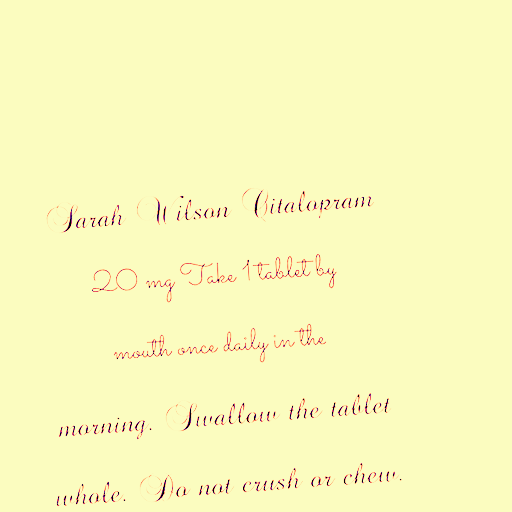 Sarah Wilson Citalopram
20 mg Take 1 tablet by
mouth once daily in the
morning. Swallow the tablet
whole. Do not crush or chew.